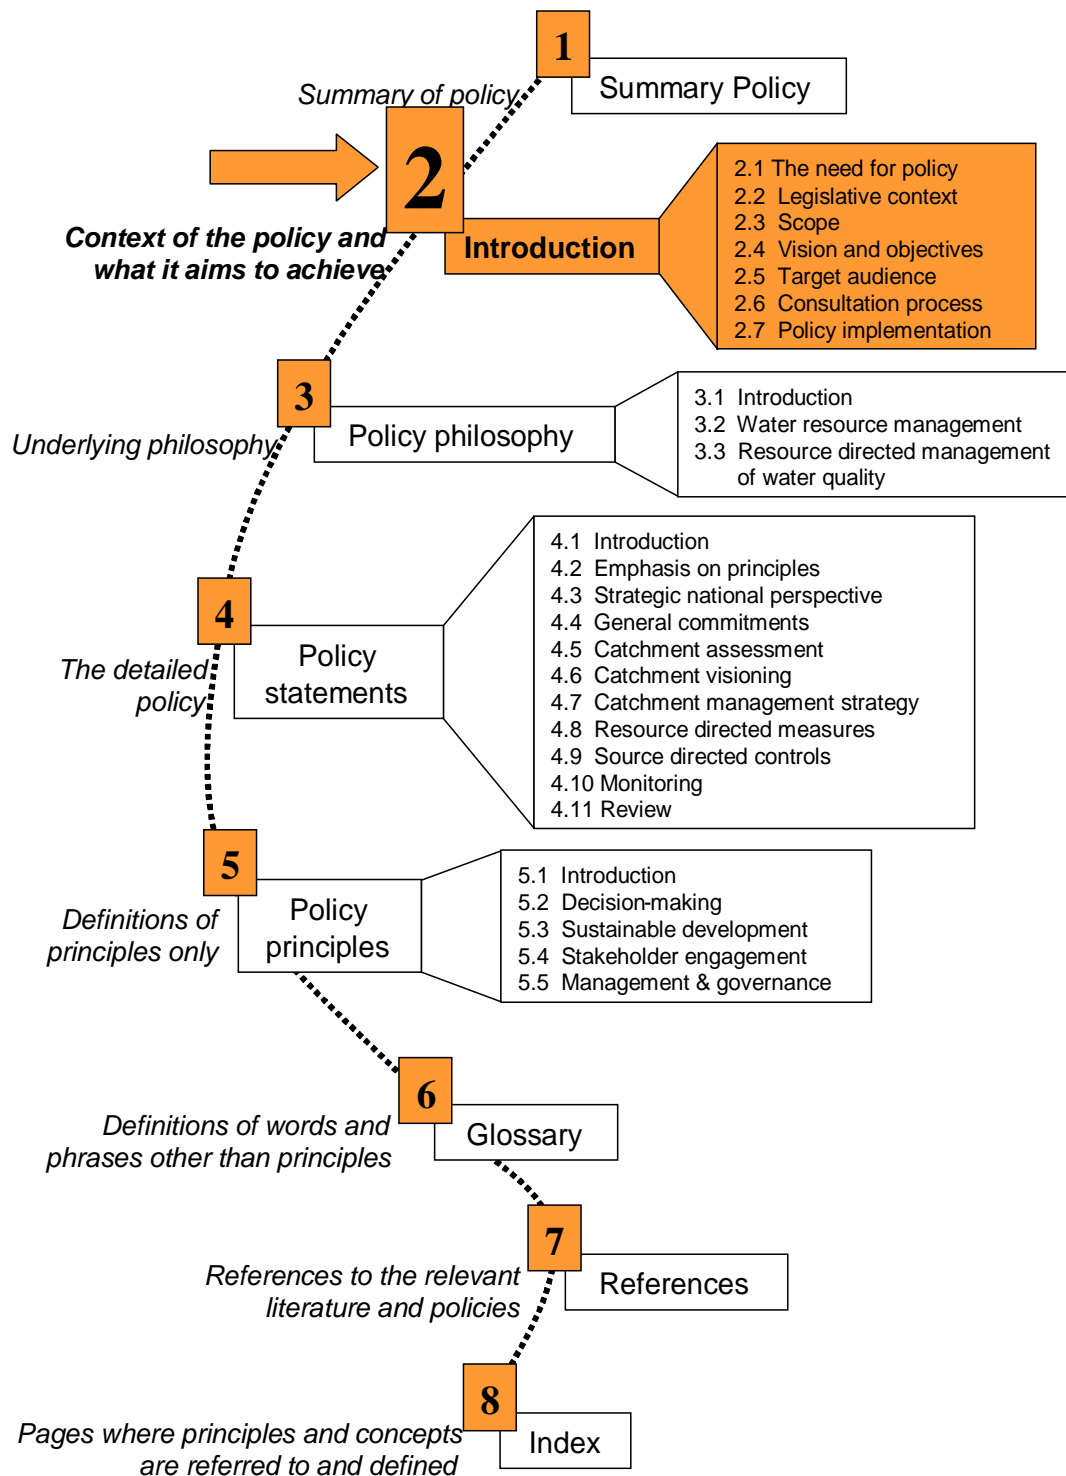 1
Summary Policy
Summary of policy
2
Context of the policy and
what it aims to achieve
Introduction
2.1 The need for policy
2.2 Legislative context
2.3 Scope
2.4 Vision and objectives
2.5 Target audience
2.6 Consultation process
2.7 Policy implementation
3
Underlying philosophy
Policy philosophy
3.1 Introduction
3.2 Water resource management
3.3 Resource directed management
of water quality
4
The detailed
policy
Policy
statements
4.1 Introduction
4.2 Emphasis on principles
4.3 Strategic national perspective
4.4 General commitments
4.5 Catchment assessment
4.6 Catchment visioning
4.7 Catchment management strategy
4.8 Resource directed measures
4.9 Source directed controls
4.10 Monitoring
4.11 Review
5
Definitions of
principles only
Policy
principles
5.1 Introduction
5.2 Decision-making
5.3 Sustainable development
5.4 Stakeholder engagement
5.5 Management & governance
6
Definitions of words and
phrases other than principles
Glossary
7
References to the relevant
literature and policies
References
8
Pages where principles and concepts
are referred to and defined
Index